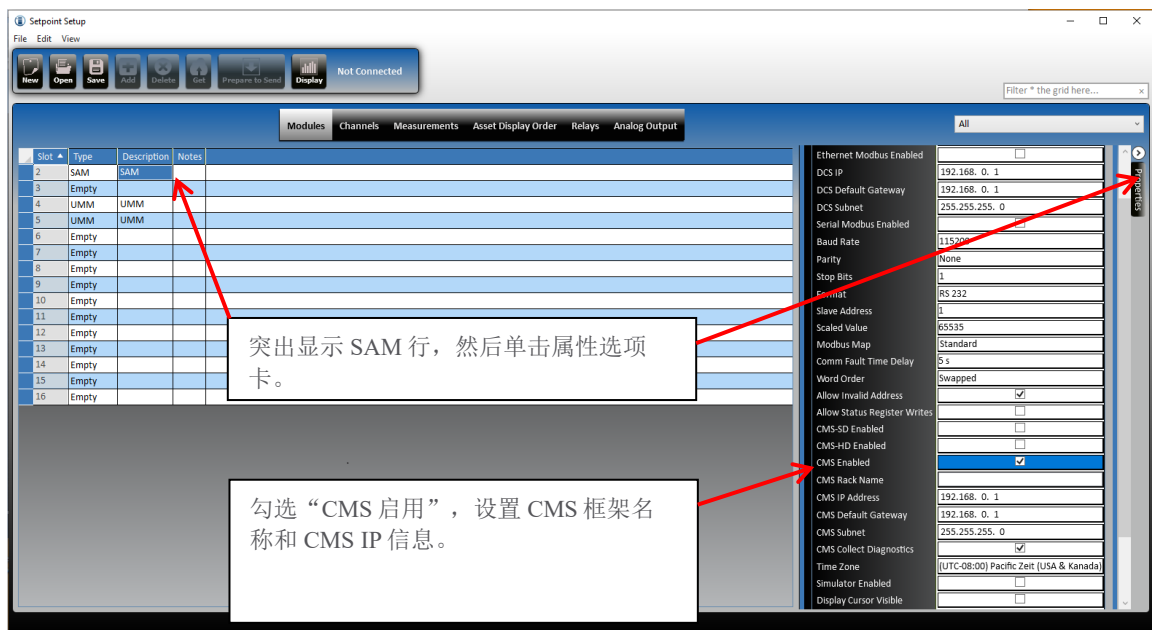 Setpoint Setup
File Edit View
New Open Save Add Delete Get Prepare to Send Display Not Connected
Filter * the grid here... x
Modules Channels Measurements Asset Display Order Relays Analog Output
All
Slot Type Description Notes
2 SAM SAM
3 Empty
4 UMM UMM
5 UMM UMM
6 Empty
7 Empty
8 Empty
9 Empty
10 Empty
11 Empty
12 Empty
13 Empty
14 Empty
15 Empty
16 Empty
突出显示 SAM 行，然后单击属性选项
卡。
勾选“CMS 启用”，设置 CMS 框架名
称和 CMS IP 信息。
Properties
Ethernet Modbus Enabled
DCS IP 192.168. 0. 1
DCS Default Gateway 192.168. 0. 1
DCS Subnet 255.255.255. 0
Serial Modbus Enabled
Baud Rate 115200
Parity None
Stop Bits 1
Format RS 232
Slave Address 1
Scaled Value 65535
Modbus Map Standard
Comm Fault Time Delay 5 s
Word Order Swapped
Allow Invalid Address
Allow Status Register Writes
CMS-SD Enabled
CMS-HD Enabled
CMS Enabled
CMS Rack Name
CMS IP Address 192.168. 0. 1
CMS Default Gateway 192.168. 0. 1
CMS Subnet 255.255.255. 0
CMS Collect Diagnostics
Time Zone (UTC-08:00) Pacific Zeit (USA & Kanada)
Simulator Enabled
Display Cursor Visible